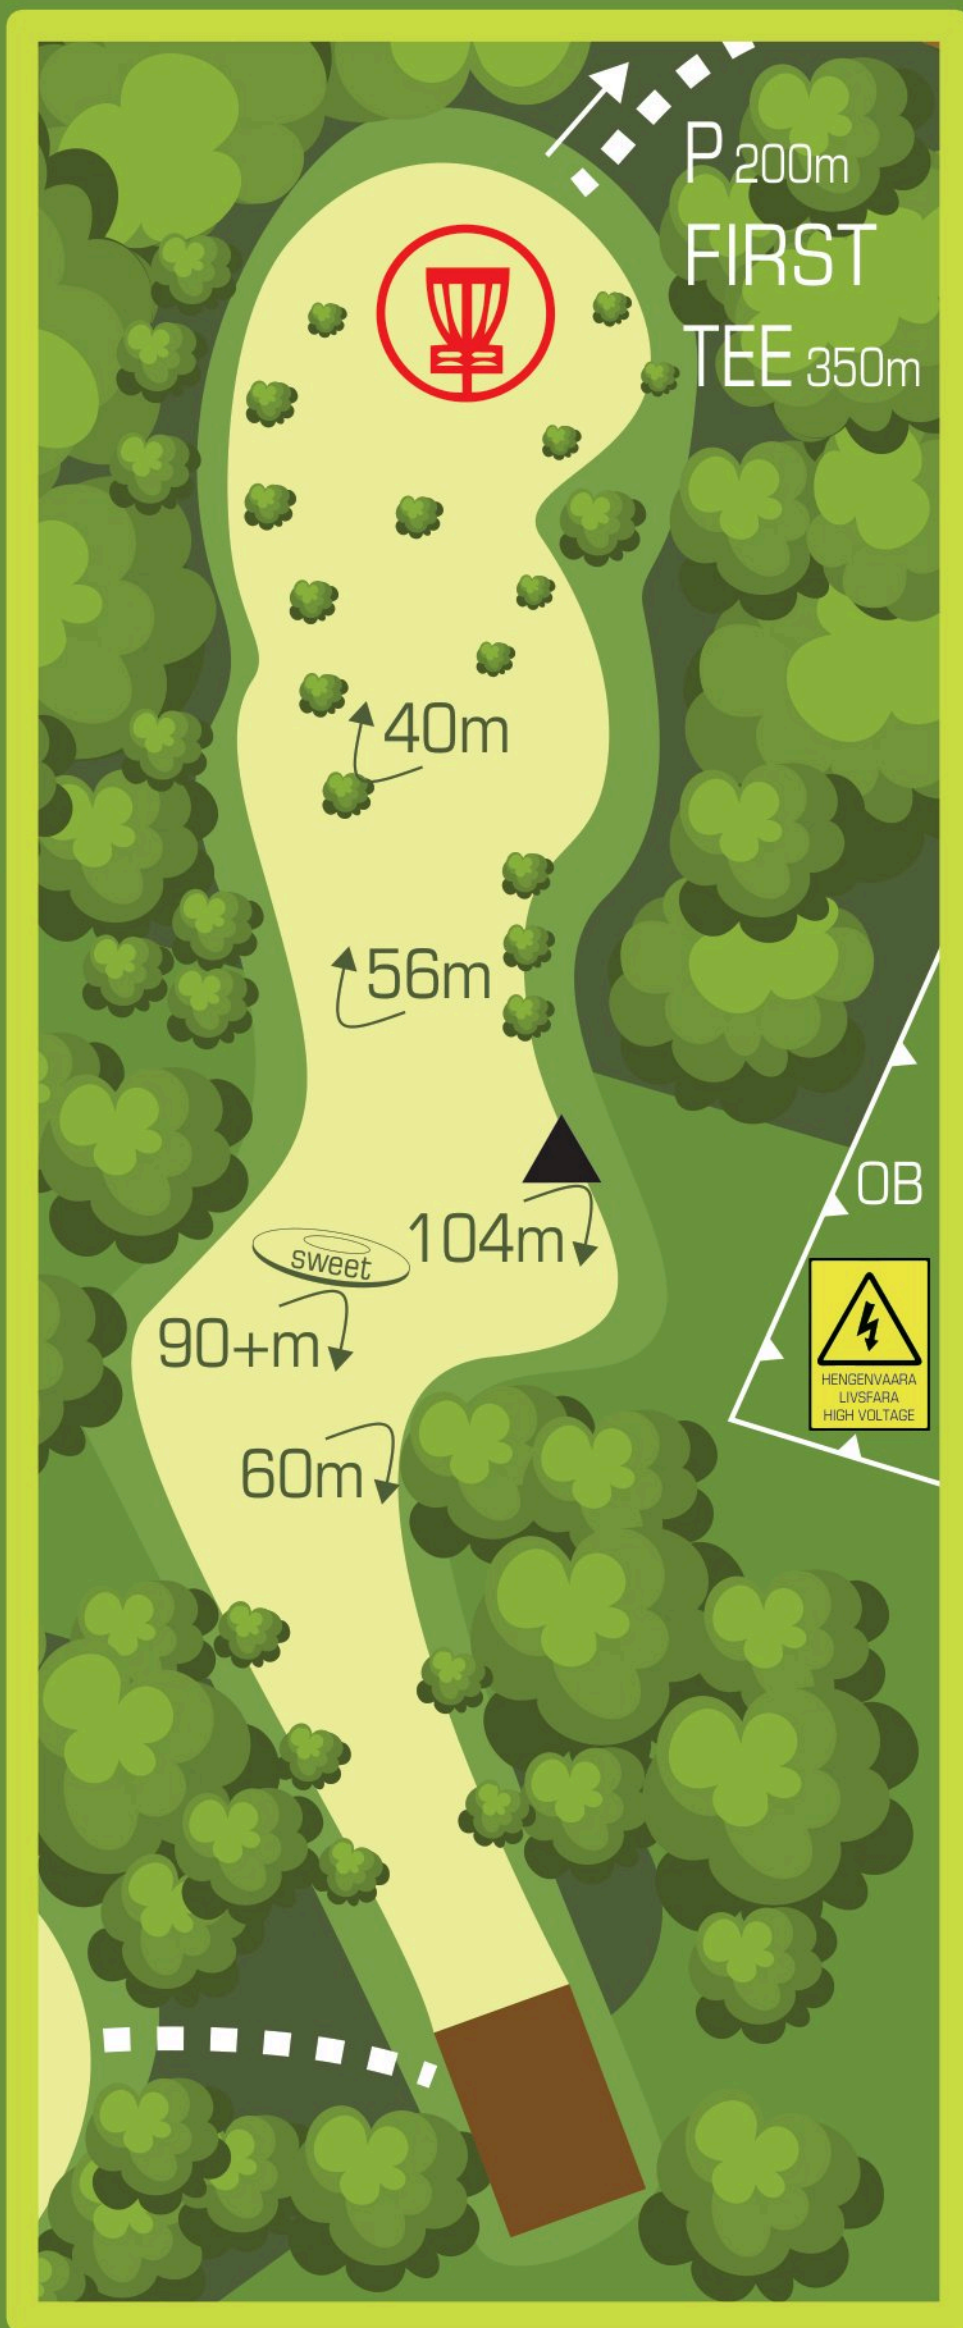 P 200m
FIRST
TEE 350m
40m
56m
OB
104m
sweet
90+m
HENGENVAARA
LIVSFARA
HIGH VOLTAGE
60m